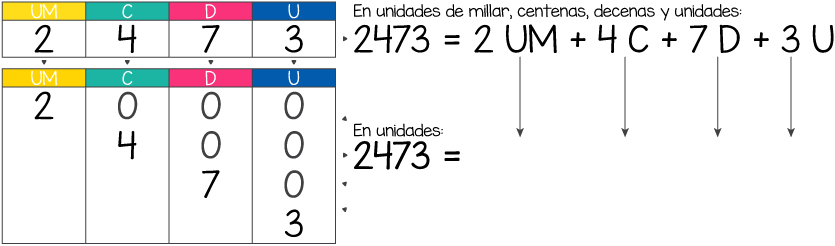 UM C D U
2 4 7 3
UM C D U
2 0 0 0
4 0 0
7 0
3
En unidades de millar, centenas, decenas y unidades:
2473 = 2 UM + 4 C + 7 D + 3 U
En unidades:
2473 =